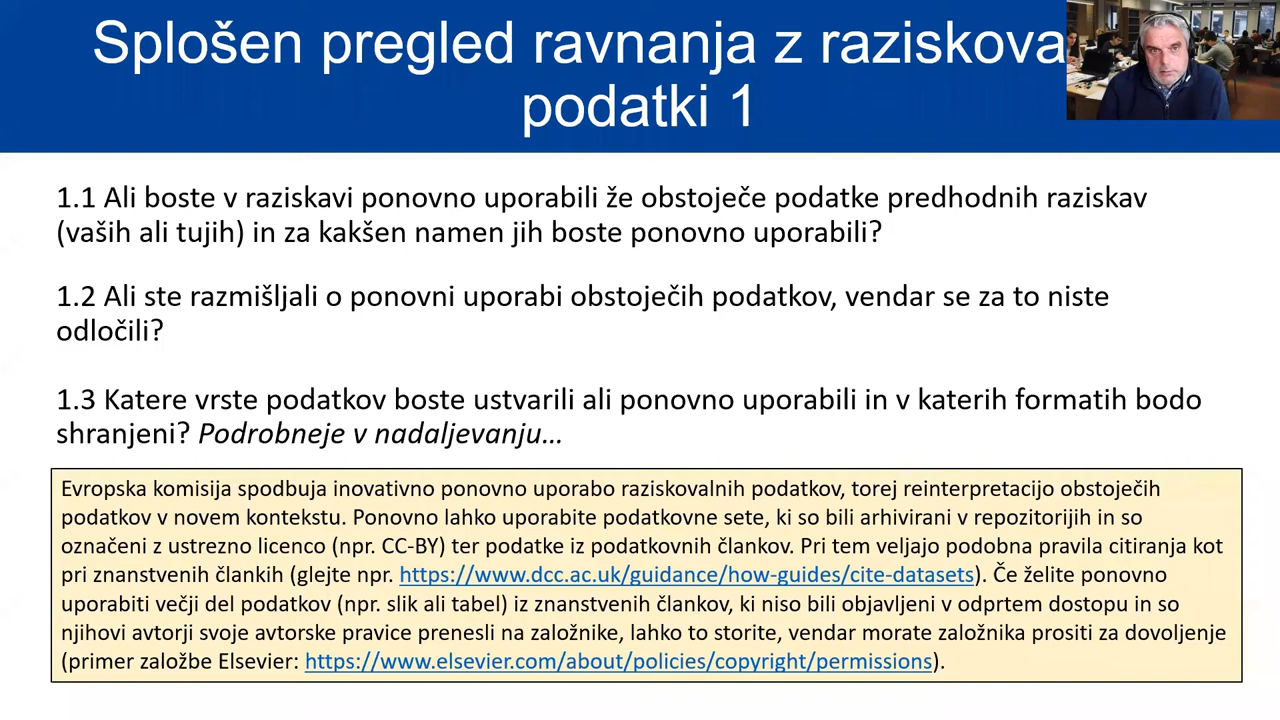 Splošen pregled ravnanja z raziskova
podatki 1
1.1 Ali boste v raziskavi ponovno uporabili že obstoječe podatke predhodnih raziskav
(vaših ali tujih) in za kakšen namen jih boste ponovno uporabili?
1.2 Ali ste razmišljali o ponovni uporabi obstoječih podatkov, vendar se za to niste
odločili?
1.3 Katere vrste podatkov boste ustvarili ali ponovno uporabili in v katerih formatih bodo
shranjeni? Podrobneje v nadaljevanju…
Evropska komisija spodbuja inovativno ponovno uporabo raziskovalnih podatkov, torej reinterpretacijo obstoječih
podatkov v novem kontekstu. Ponovno lahko uporabite podatkovne sete, ki so bili arhivirani v repozitorijih in so
označeni z ustrezno licenco (npr. CC-BY) ter podatke iz podatkovnih člankov. Pri tem veljajo podobna pravila citiranja kot
pri znanstvenih člankih (glejte npr. https://www.dcc.ac.uk/guidance/how-guides/cite-datasets). Če želite ponovno
uporabiti večji del podatkov (npr. slik ali tabel) iz znanstvenih člankov, ki niso bili objavljeni v odprtem dostopu in so
njihovi avtorji svoje avtorske pravice prenesli na založnike, lahko to storite, vendar morate založnika prositi za dovoljenje
(primer založbe Elsevier: https://www.elsevier.com/about/policies/copyright/permissions).